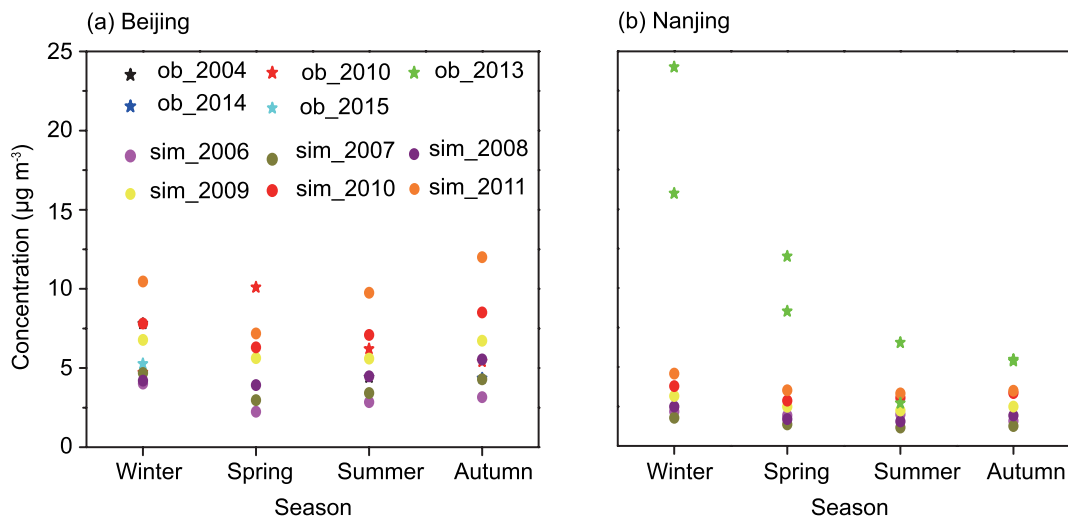 (a) Beijing
(b) Nanjing
Concentration (µg m⁻³)
25
20
15
10
5
0
ob_2004
ob_2010
ob_2013
ob_2014
ob_2015
sim_2006
sim_2007
sim_2008
sim_2009
sim_2010
sim_2011
Winter Spring Summer Autumn
Season
Winter Spring Summer Autumn
Season